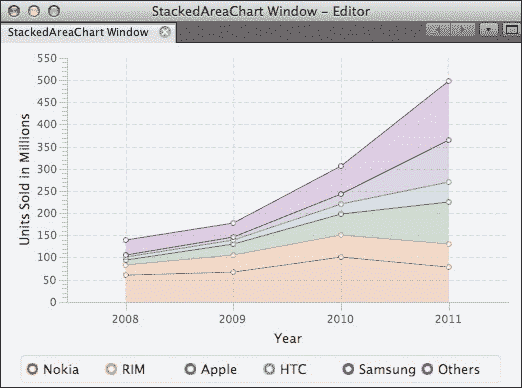 StackedAreaChart Window – Editor
StackedAreaChart Window
550
500
450
400
350
300
250
200
150
100
50
0
Units Sold in Millions
2008 2009 2010 2011
Year
Nokia RIM Apple HTC Samsung Others